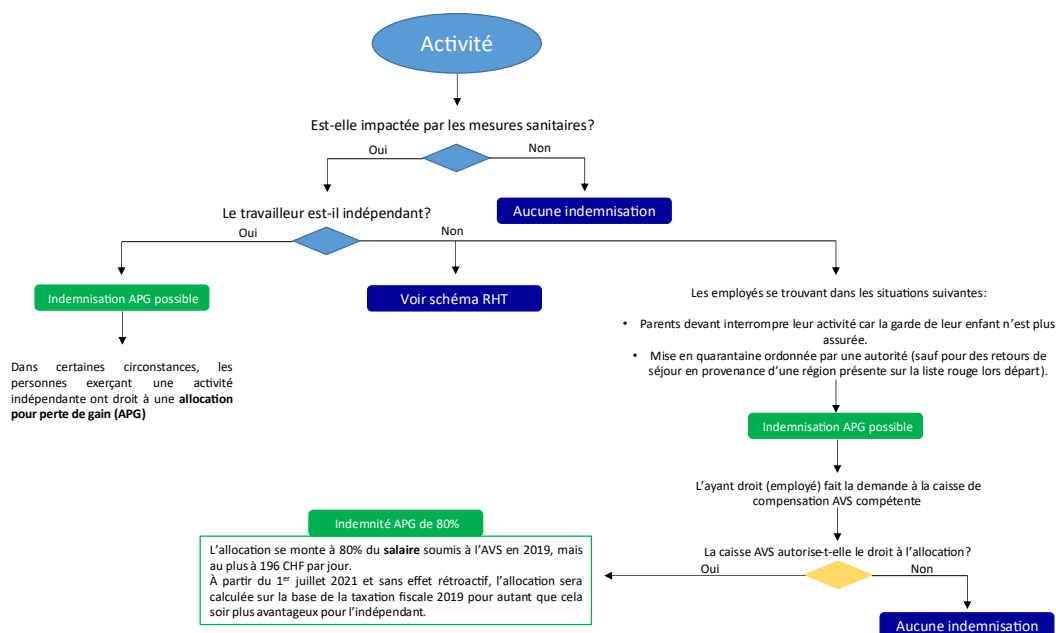 Activité
Est-elle impactée par les mesures sanitaires?
Oui
Non
Aucune indemnisation
Le travailleur est-il indépendant?
Oui
Non
Indemnisation APG possible
Voir schéma RHT
Les employés se trouvant dans les situations suivantes:
• Parents devant interrompre leur activité car la garde de leur enfant n’est plus
assurée.
• Mise en quarantaine ordonnée par une autorité (sauf pour des retours de
séjour en provenance d’une région présente sur la liste rouge lors départ).
Dans certaines circonstances, les
personnes exerçant une activité
indépendante ont droit à une allocation
pour perte de gain (APG)
Indemnisation APG possible
L’ayant droit (employé) fait la demande à la caisse de
compensation AVS compétente
La caisse AVS autorise-t-elle le droit à l’allocation?
Oui
Non
Indemnité APG de 80%
L’allocation se monte à 80% du salaire soumis à l’AVS en 2019, mais
au plus à 196 CHF par jour.
À partir du 1er juillet 2021 et sans effet rétroactif, l’allocation sera
calculée sur la base de la taxation fiscale 2019 pour autant que cela
soir plus avantageux pour l’indépendant.
Aucune indemnisation